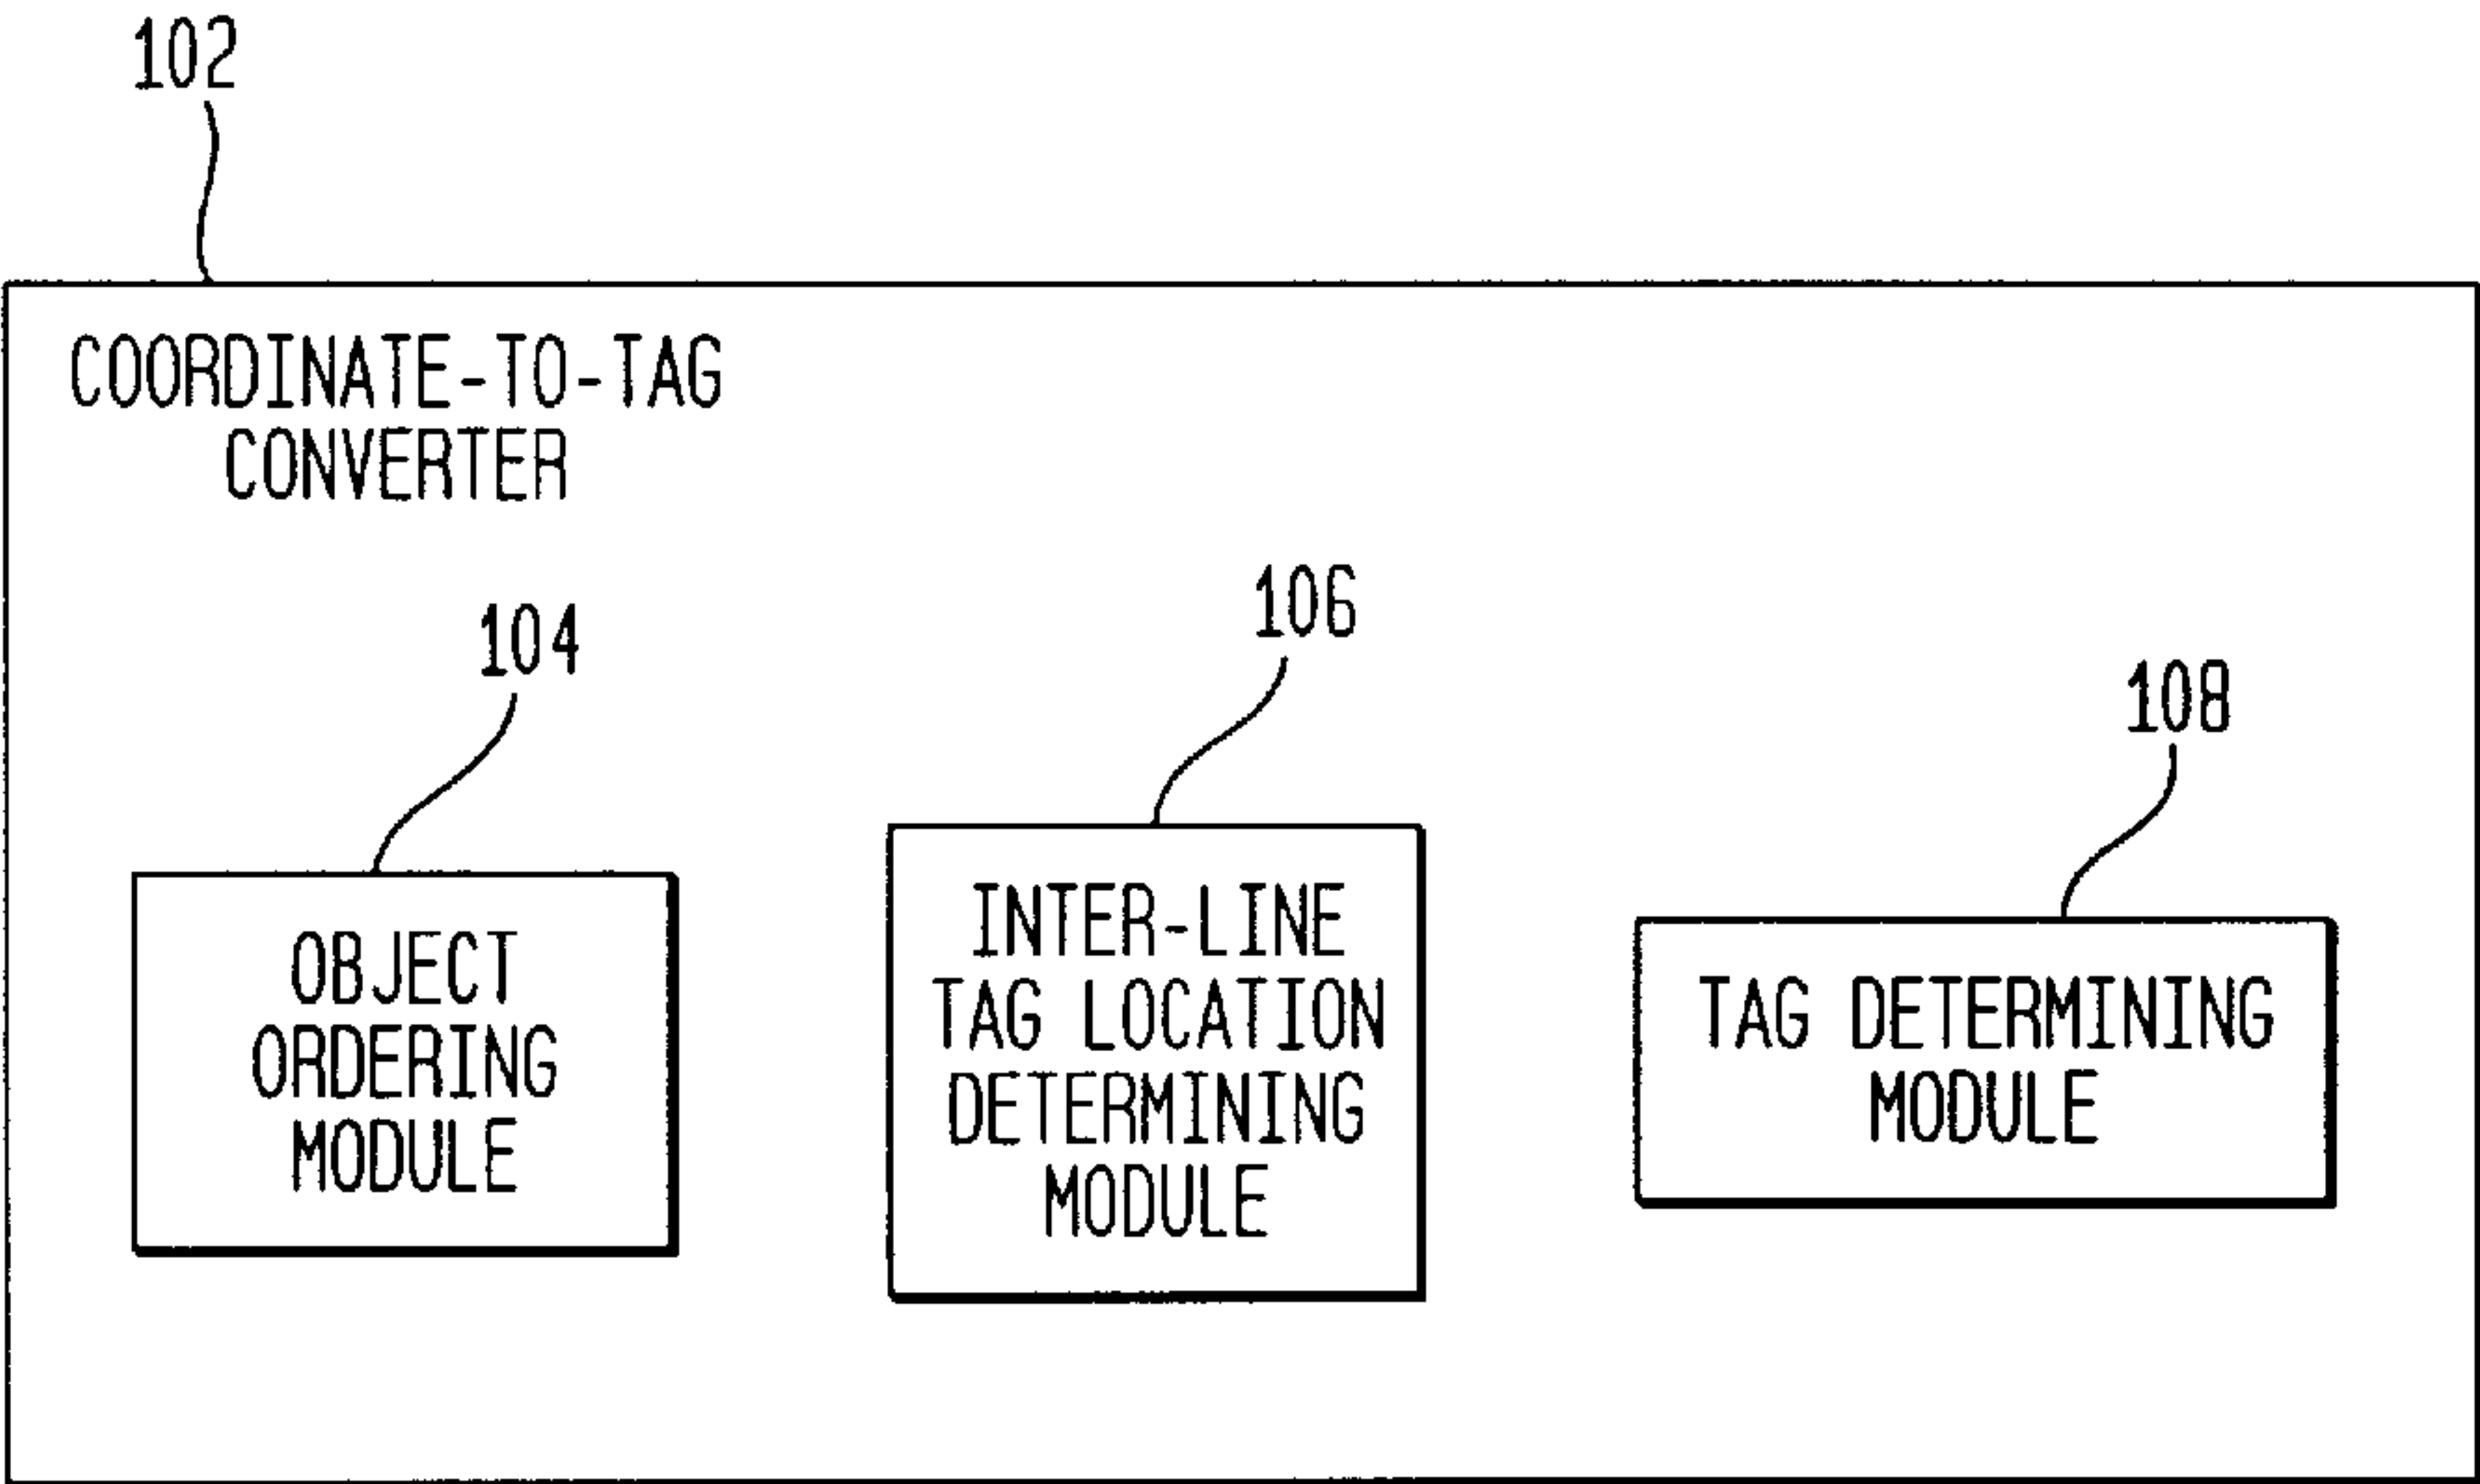 102
COORDINATE-TO-TAG
CONVERTER
104
OBJECT
ORDERING
MODULE
106
INTER-LINE
TAG LOCATION
DETERMINING
MODULE
108
TAG DETERMINING
MODULE